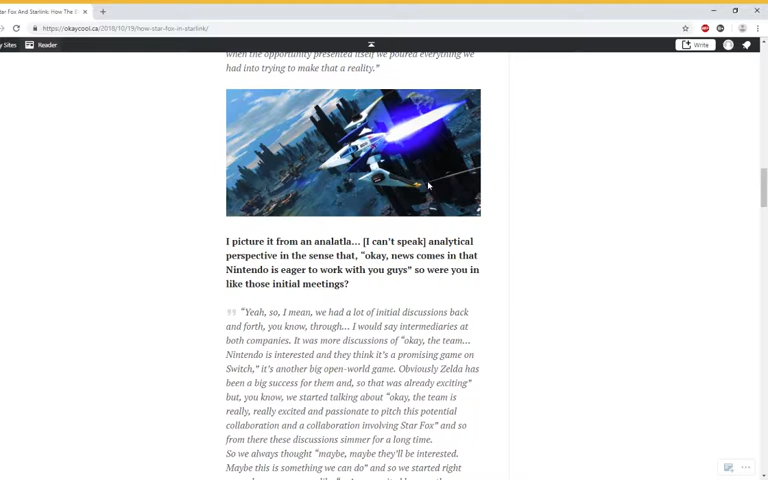 tar Fox And Starlink: How The
https://okaycool.ca/2018/10/19/how-star-fox-in-starlink/
y Sites Reader Write
when the opportunity presented itself we poured everything we
had into trying to make that a reality.”
I picture it from an analatla… [I can’t speak] analytical
perspective in the sense that, “okay, news comes in that
Nintendo is eager to work with you guys” so were you in
like those initial meetings?
“Yeah, so, I mean, we had a lot of initial discussions back
and forth, you know, through… I would say intermediaries at
both companies. It was more discussions of “okay, the team…
Nintendo is interested and they think it’s a promising game on
Switch,” it’s another big open-world game. Obviously Zelda has
been a big success for them and, so that was already exciting”
but, you know, we started talking about “okay, the team is
really, really excited and passionate to pitch this potential
collaboration and a collaboration involving Star Fox” and so
from there these discussions simmer for a long time.
So we always thought “maybe, maybe they’ll be interested.
Maybe this is something we can do” and so we started right